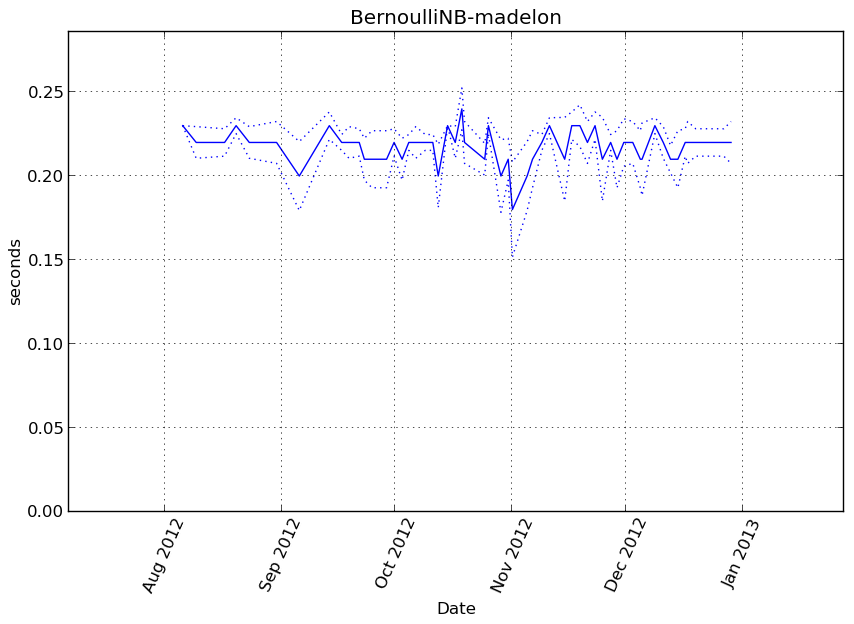 BernoulliNB-madelon
0.25
0.20
0.15
0.10
0.05
0.00
seconds
Aug 2012
Sep 2012
Oct 2012
Nov 2012
Dec 2012
Jan 2013
Date